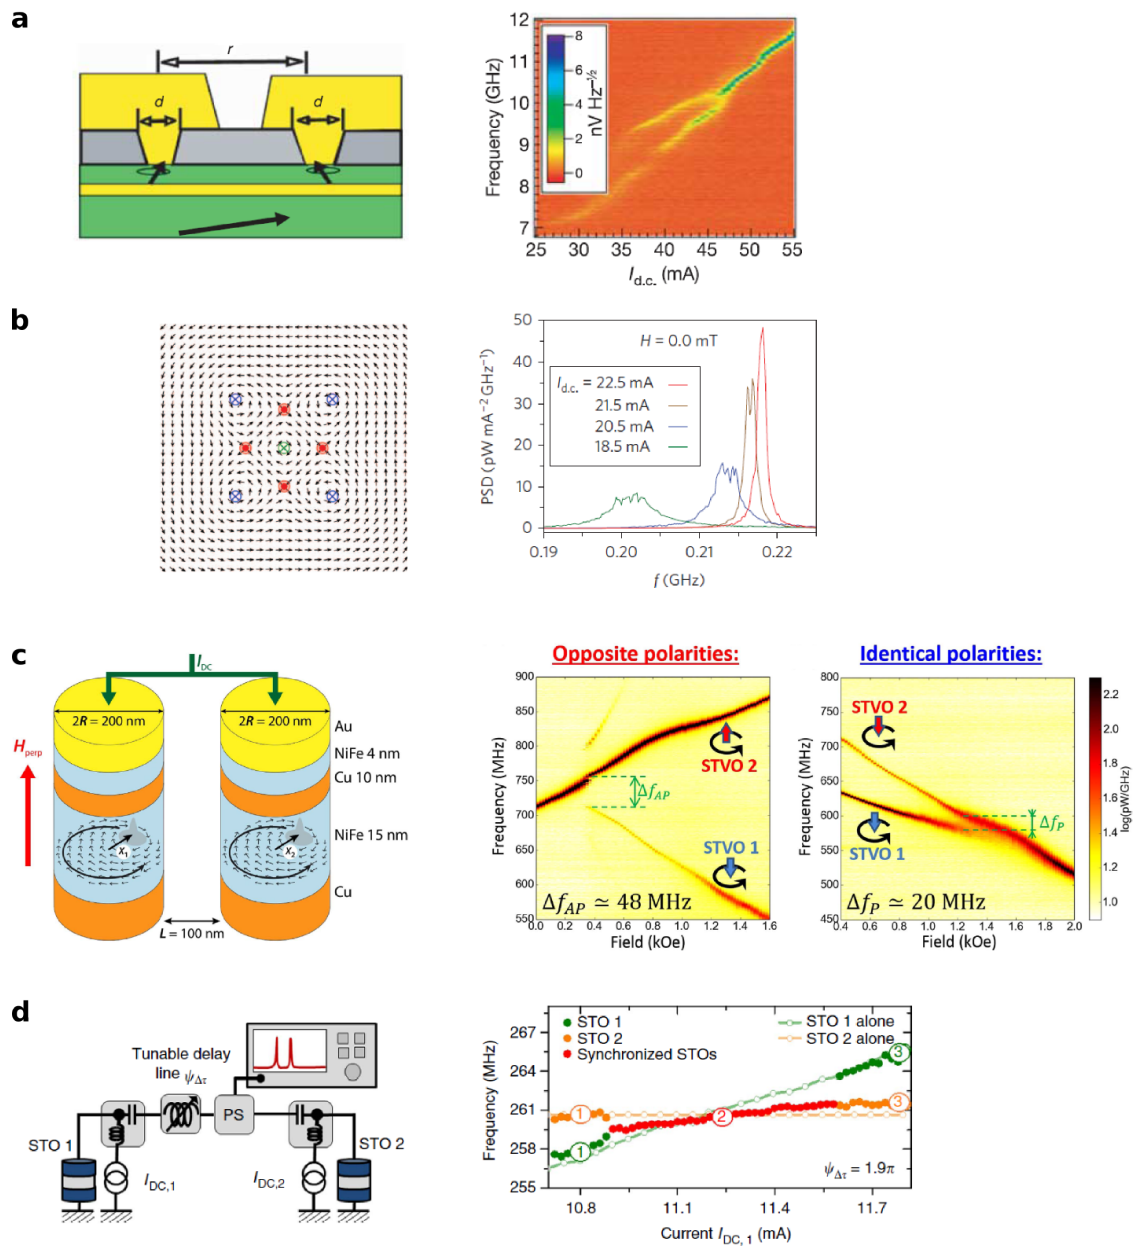 a
r
d
d
12
11
10
9
8
7
Frequency (GHz)
8
6
4
2
0
nV Hz⁻½
25 30 35 40 45 50 55
I d.c. (mA)
b
50
40
30
20
10
0
PSD (pW mA⁻² GHz⁻¹)
H = 0.0 mT
I d.c. = 22.5 mA
21.5 mA
20.5 mA
18.5 mA
0.19 0.20 0.21 0.22
f (GHz)
c
I DC
2R = 200 nm
2R = 200 nm
Au
NiFe 4 nm
Cu 10 nm
NiFe 15 nm
Cu
H perp
x₁
x₂
L = 100 nm
Opposite polarities:
900
850
800
750
700
650
600
550
Frequency (MHz)
STVO 2
Δf_AP
STVO 1
Δf_AP ≃ 48 MHz
0.0 0.2 0.4 0.6 0.8 1.0 1.2 1.4 1.6
Field (kOe)
Identical polarities:
800
750
700
650
600
550
500
450
Frequency (MHz)
STVO 2
Δf_P
STVO 1
Δf_P ≃ 20 MHz
0.4 0.6 0.8 1.0 1.2 1.4 1.6 1.8 2.0
Field (kOe)
2.2
2.0
1.8
1.6
1.4
1.2
1.0
log(pW/GHz)
d
Tunable delay
line ψΔτ
PS
STO 1
STO 2
I DC,1
I DC,2
267
264
261
258
255
Frequency (MHz)
STO 1
STO 2
Synchronized STOs
STO 1 alone
STO 2 alone
1
1
2
3
3
ψΔτ = 1.9π
10.8 11.1 11.4 11.7
Current I DC, 1 (mA)